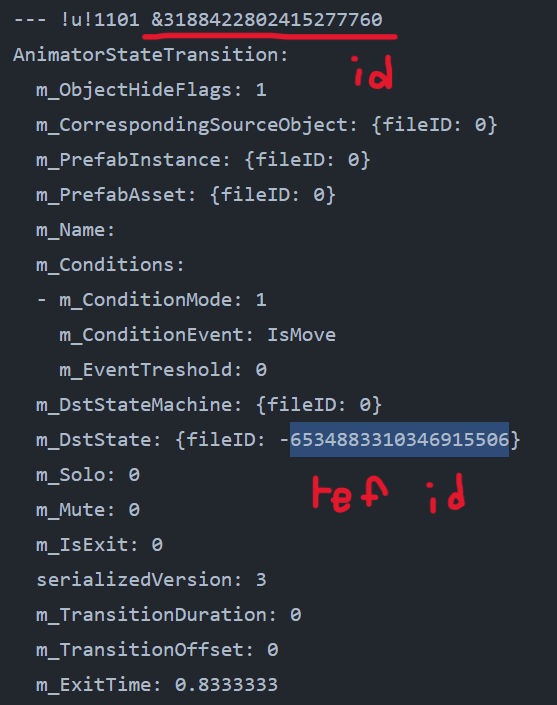 --- !u!1101 &3188422802415277760
id
AnimatorStateTransition:
  m_ObjectHideFlags: 1
  m_CorrespondingSourceObject: {fileID: 0}
  m_PrefabInstance: {fileID: 0}
  m_PrefabAsset: {fileID: 0}
  m_Name:
  m_Conditions:
  - m_ConditionMode: 1
    m_ConditionEvent: IsMove
    m_EventTreshold: 0
  m_DstStateMachine: {fileID: 0}
  m_DstState: {fileID: -6534883310346915506}
ref id
  m_Solo: 0
  m_Mute: 0
  m_IsExit: 0
  serializedVersion: 3
  m_TransitionDuration: 0
  m_TransitionOffset: 0
  m_ExitTime: 0.8333333